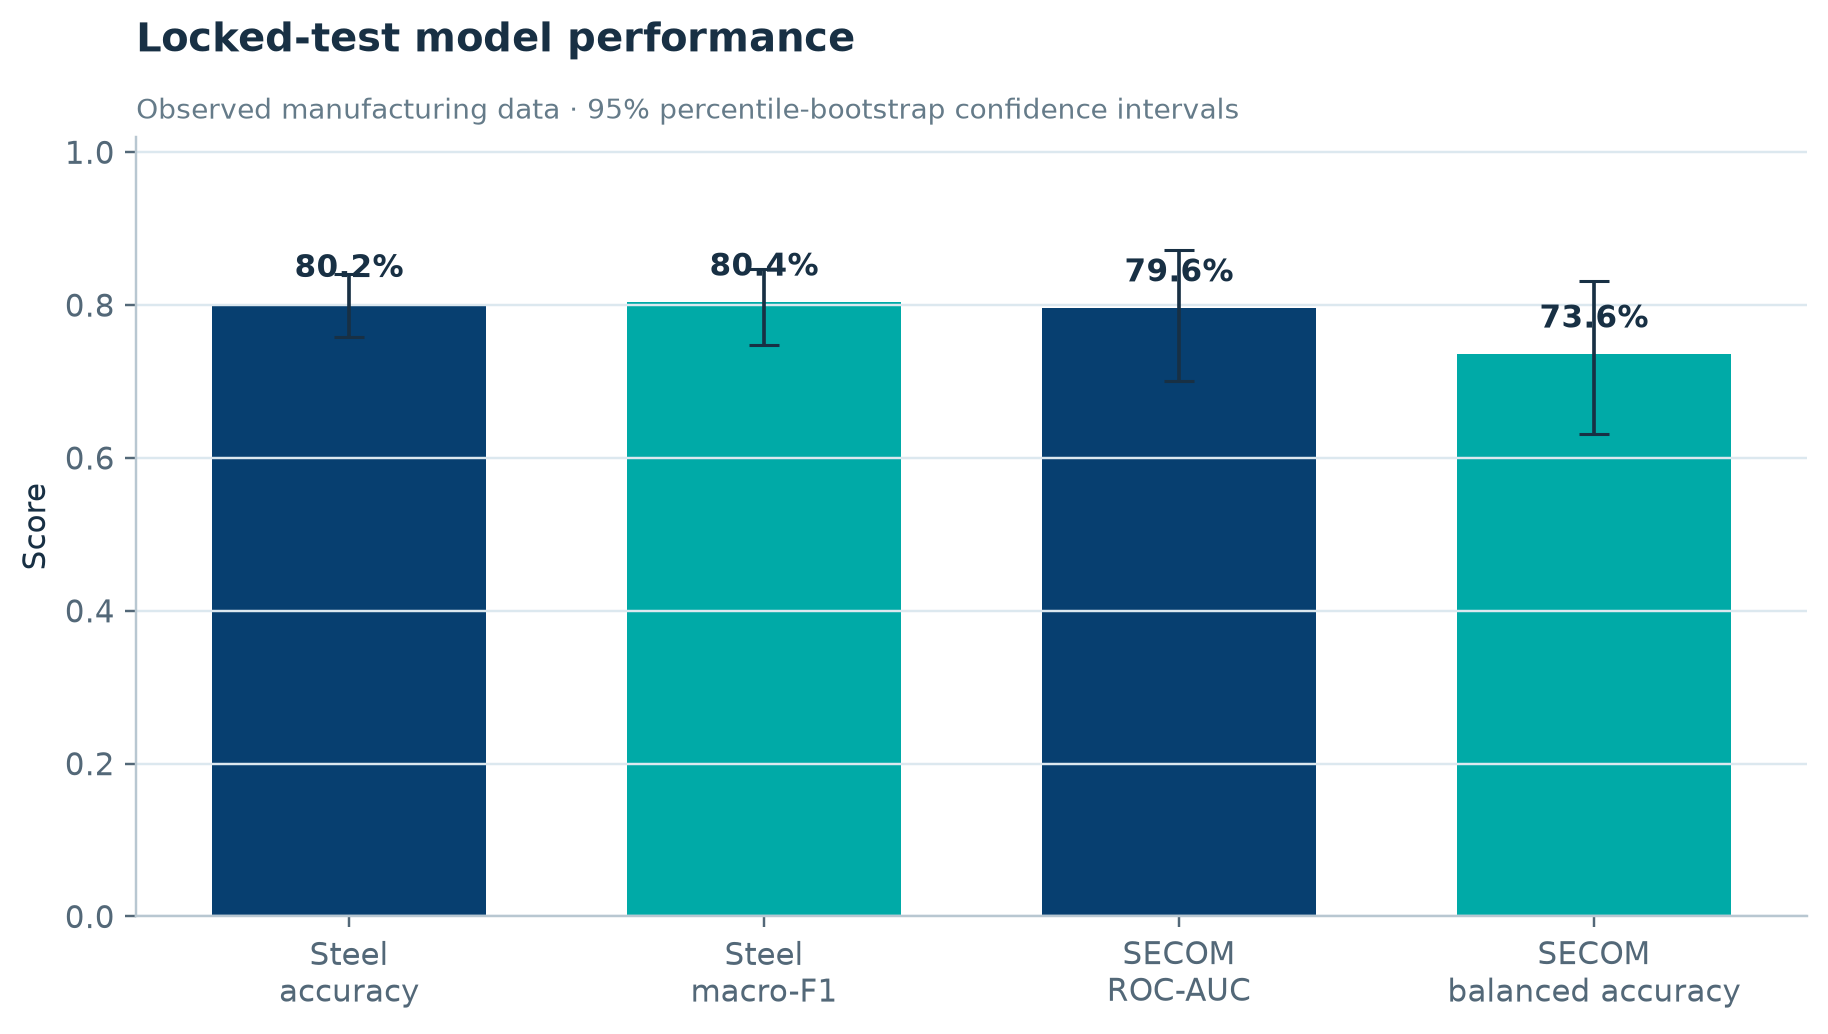 Locked-test model performance
Observed manufacturing data · 95% percentile-bootstrap confidence intervals
1.0
0.8
0.6
0.4
0.2
0.0
Score
80.2%
80.4%
79.6%
73.6%
Steel
accuracy
Steel
macro-F1
SECOM
ROC-AUC
SECOM
balanced accuracy